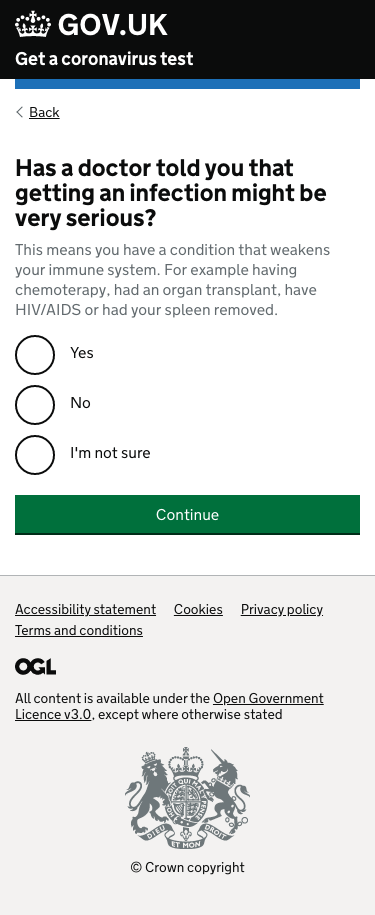 GOV.UK
Get a coronavirus test
Back
Has a doctor told you that
getting an infection might be
very serious?
This means you have a condition that weakens
your immune system. For example having
chemoterapy, had an organ transplant, have
HIV/AIDS or had your spleen removed.
Yes
No
I'm not sure
Continue
Accessibility statement Cookies Privacy policy
Terms and conditions
OGL
All content is available under the Open Government
Licence v3.0, except where otherwise stated
DIEU ET MON DROIT
© Crown copyright